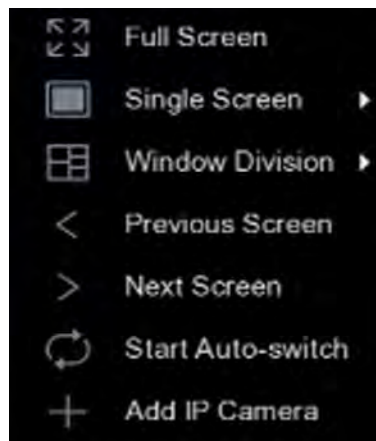 Full Screen
Single Screen
Window Division
Previous Screen
Next Screen
Start Auto-switch
Add IP Camera